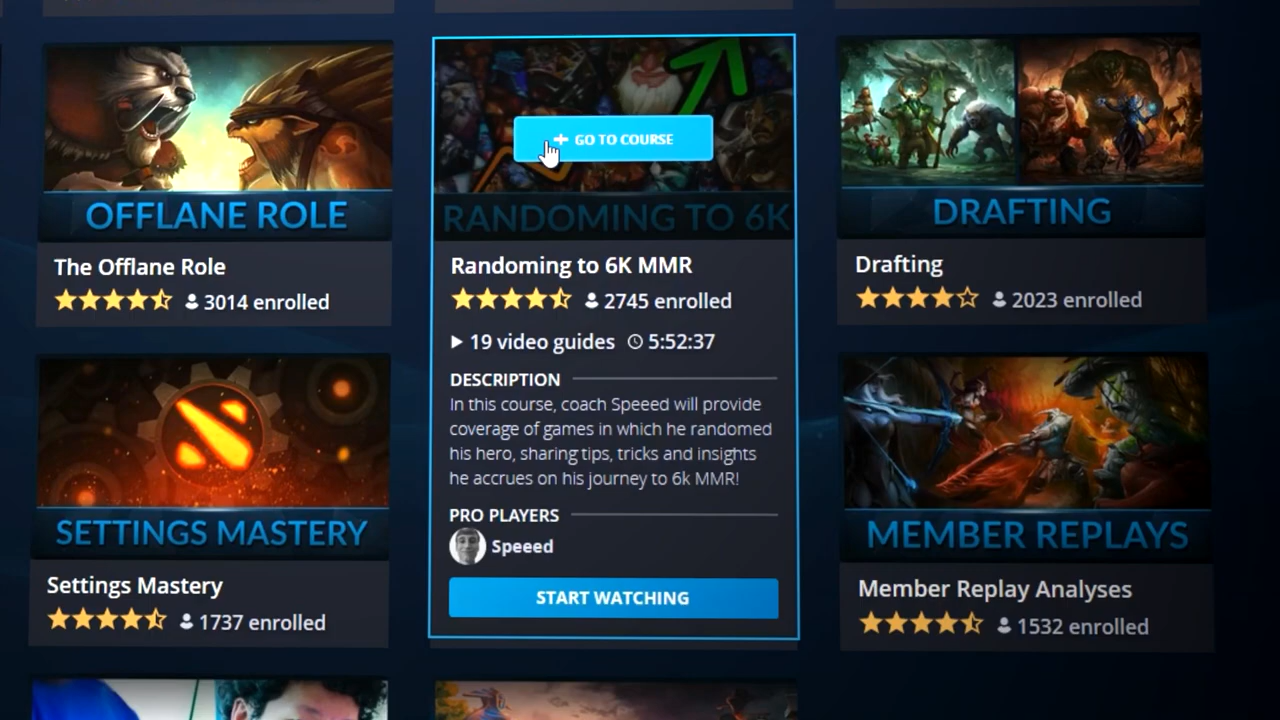 OFFLANE ROLE
The Offlane Role
3014 enrolled
SETTINGS MASTERY
Settings Mastery
1737 enrolled
GO TO COURSE
RANDOMING TO 6K
Randoming to 6K MMR
2745 enrolled
19 video guides 5:52:37
DESCRIPTION
In this course, coach Speeed will provide
coverage of games in which he randomed
his hero, sharing tips, tricks and insights
he accrues on his journey to 6k MMR!
PRO PLAYERS
Speeed
START WATCHING
DRAFTING
Drafting
2023 enrolled
MEMBER REPLAYS
Member Replay Analyses
1532 enrolled